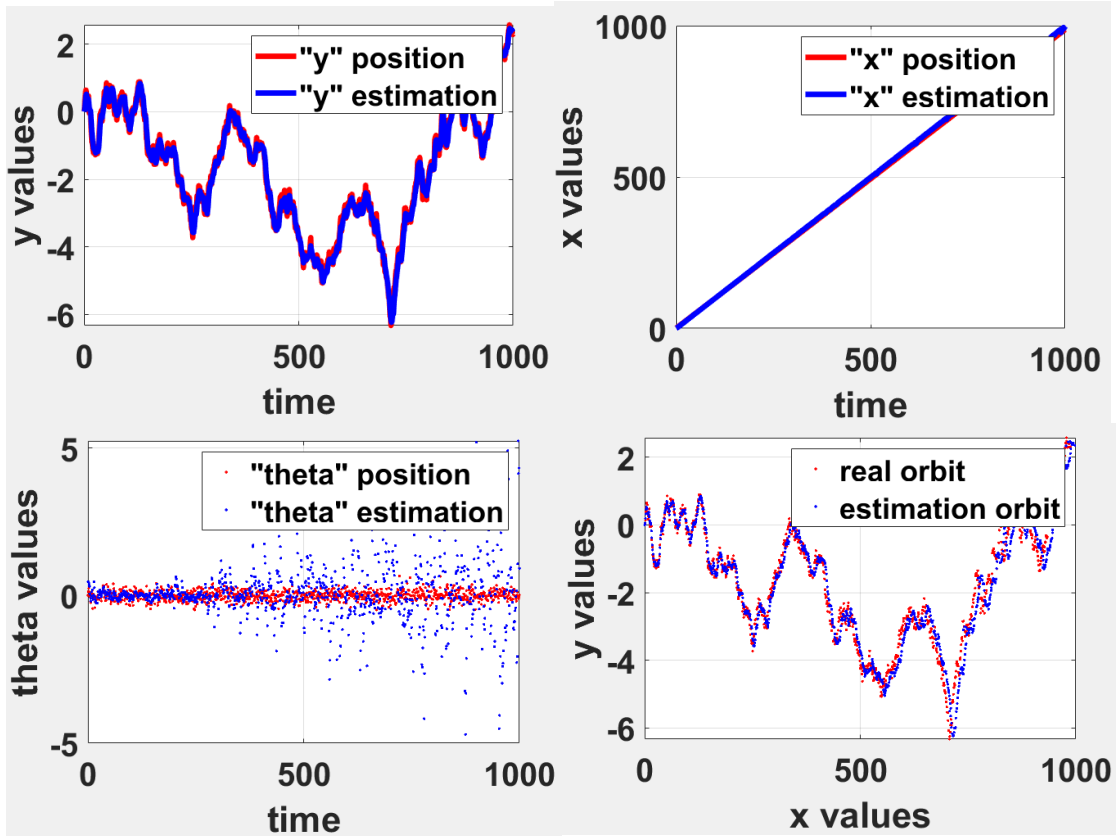 2
0
-2
-4
-6
y values
0
500
1000
time
"y" position
"y" estimation
1000
500
0
x values
0
500
1000
time
"x" position
"x" estimation
5
0
-5
theta values
0
500
1000
time
"theta" position
"theta" estimation
2
0
-2
-4
-6
y values
0
500
1000
x values
real orbit
estimation orbit